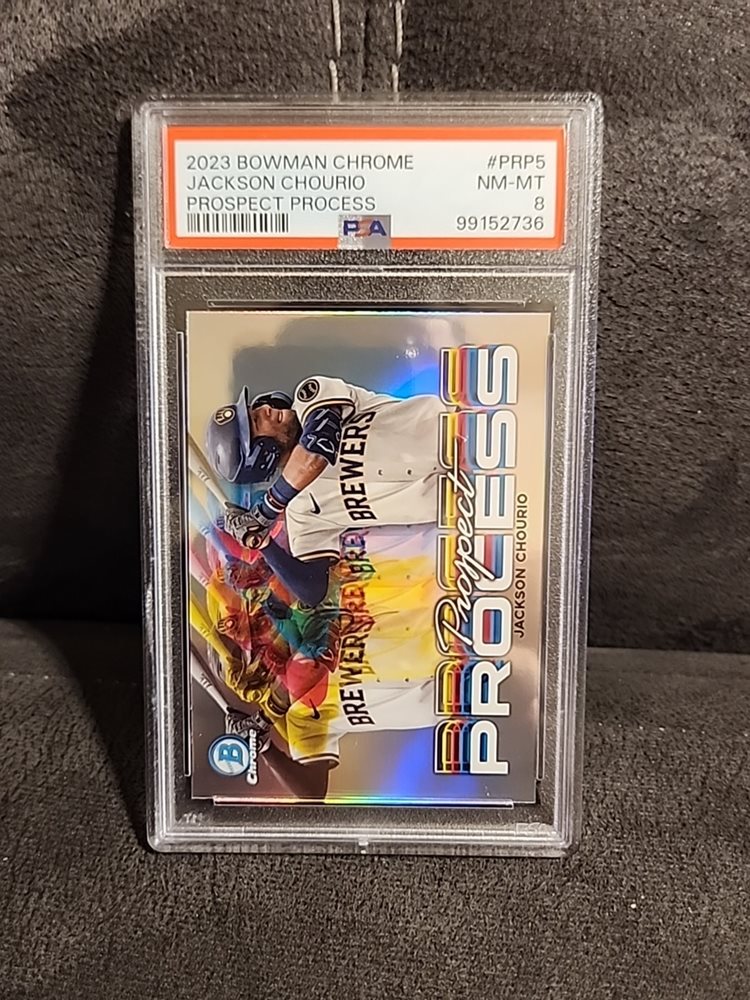 2023 BOWMAN CHROME #PRP5
JACKSON CHOURIO NM-MT
PROSPECT PROCESS 8
PSA 99152736
BREWERS
BREWERS
Prospect
PROCESS
JACKSON CHOURIO
B
Chrome